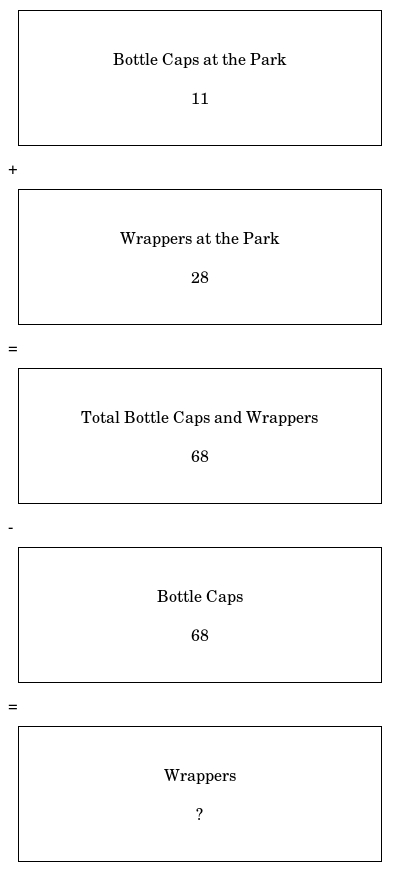 Bottle Caps at the Park
11
+
Wrappers at the Park
28
=
Total Bottle Caps and Wrappers
68
-
Bottle Caps
68
=
Wrappers
?